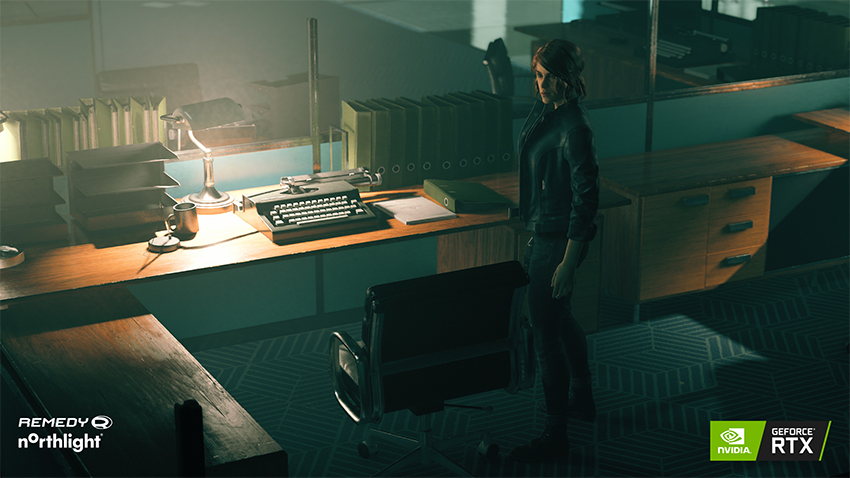 REMEDY
northlight
NVIDIA
GEFORCE
RTX